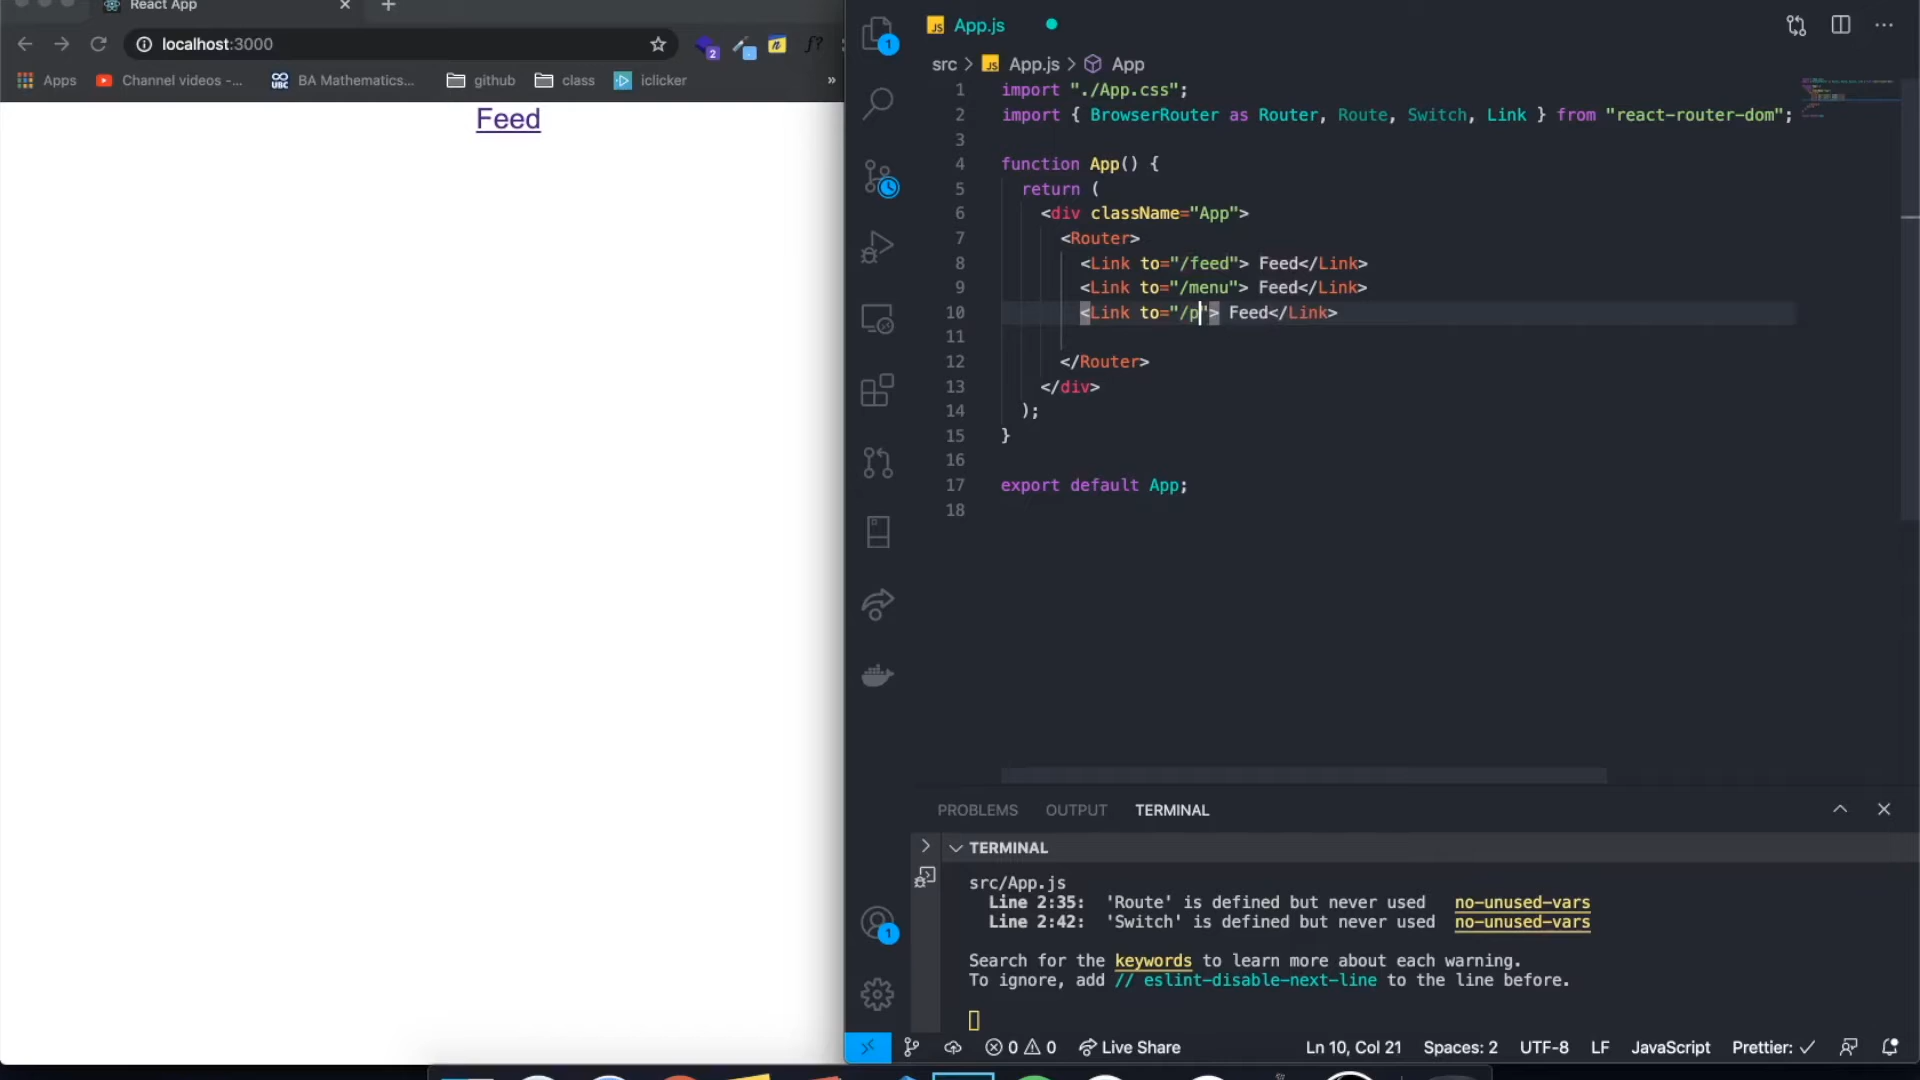 React App
localhost:3000
2
Apps
Channel videos -...
UBC
BA Mathematics...
github
class
iclicker
»
Feed
1
JS App.js
src > JS App.js > App
1 import "./App.css";
2 import { BrowserRouter as Router, Route, Switch, Link } from "react-router-dom";
3
4 function App() {
5 return (
6 <div className="App">
7 <Router>
8 <Link to="/feed"> Feed</Link>
9 <Link to="/menu"> Feed</Link>
10 <Link to="/p"> Feed</Link>
11
12 </Router>
13 </div>
14 );
15 }
16
17 export default App;
18
PROBLEMS OUTPUT TERMINAL
TERMINAL
src/App.js
Line 2:35: 'Route' is defined but never used no-unused-vars
Line 2:42: 'Switch' is defined but never used no-unused-vars
Search for the keywords to learn more about each warning.
To ignore, add // eslint-disable-next-line to the line before.
1
0 0 Live Share Ln 10, Col 21 Spaces: 2 UTF-8 LF JavaScript Prettier: ✓